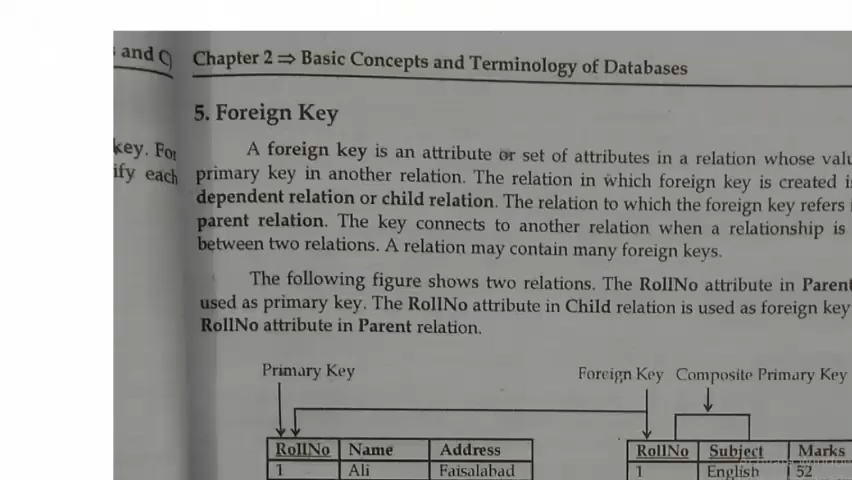 and
Chapter 2 ⇒ Basic Concepts and Terminology of Databases
5. Foreign Key
key. For
ify each
A foreign key is an attribute or set of attributes in a relation whose valu
primary key in another relation. The relation in which foreign key is created i
dependent relation or child relation. The relation to which the foreign key refers
parent relation. The key connects to another relation when a relationship is
between two relations. A relation may contain many foreign keys.
The following figure shows two relations. The RollNo attribute in Parent
used as primary key. The RollNo attribute in Child relation is used as foreign key
RollNo attribute in Parent relation.
Primary Key Foreign Key Composite Primary Key
RollNo Name Address RollNo Subject Marks
1 Ali Faisalabad 1 English 52